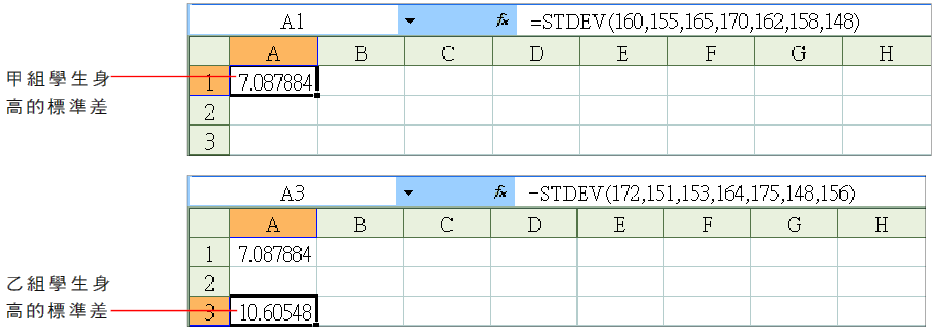 A1 fx =STDEV(160,155,165,170,162,158,148)
A B C D E F G H
甲組學生身
高的標準差
1 7.087884
2
3
A3 fx =STDEV(172,151,153,164,175,148,156)
A B C D E F G H
1 7.087884
2
乙組學生身
高的標準差
3 10.60548